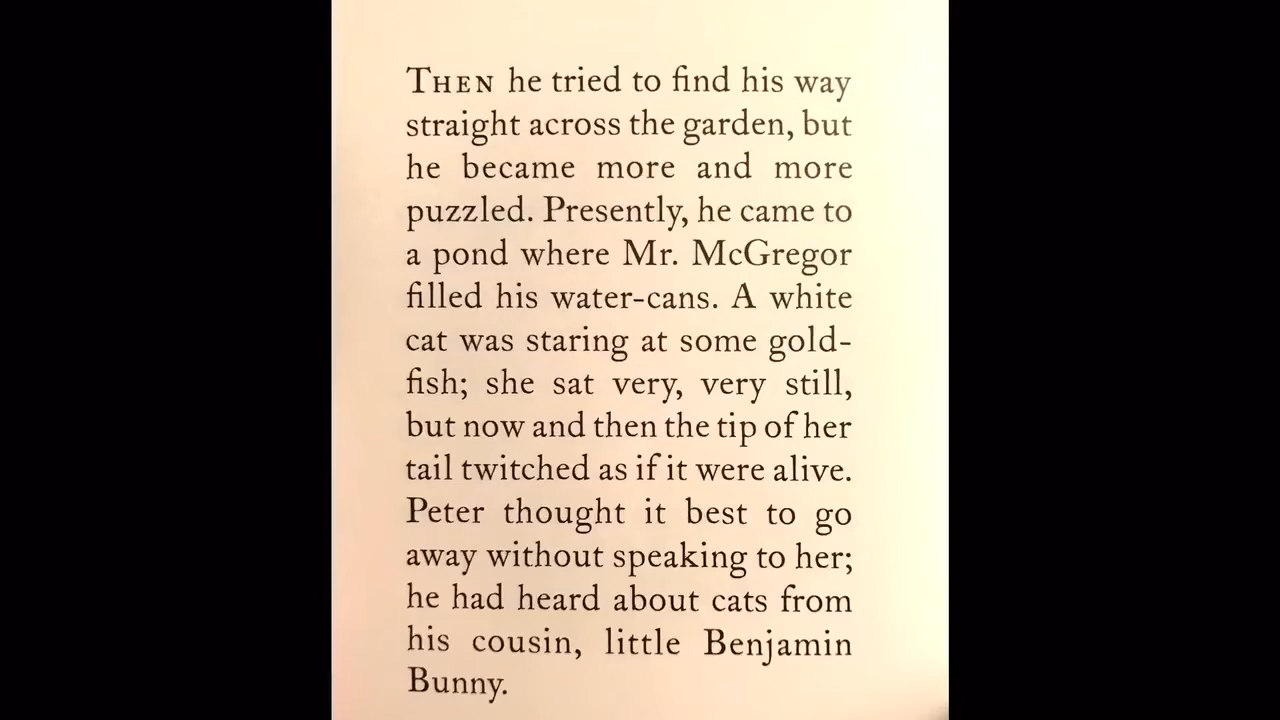 THEN he tried to find his way
straight across the garden, but
he became more and more
puzzled. Presently, he came to
a pond where Mr. McGregor
filled his water-cans. A white
cat was staring at some gold-
fish; she sat very, very still,
but now and then the tip of her
tail twitched as if it were alive.
Peter thought it best to go
away without speaking to her;
he had heard about cats from
his cousin, little Benjamin
Bunny.